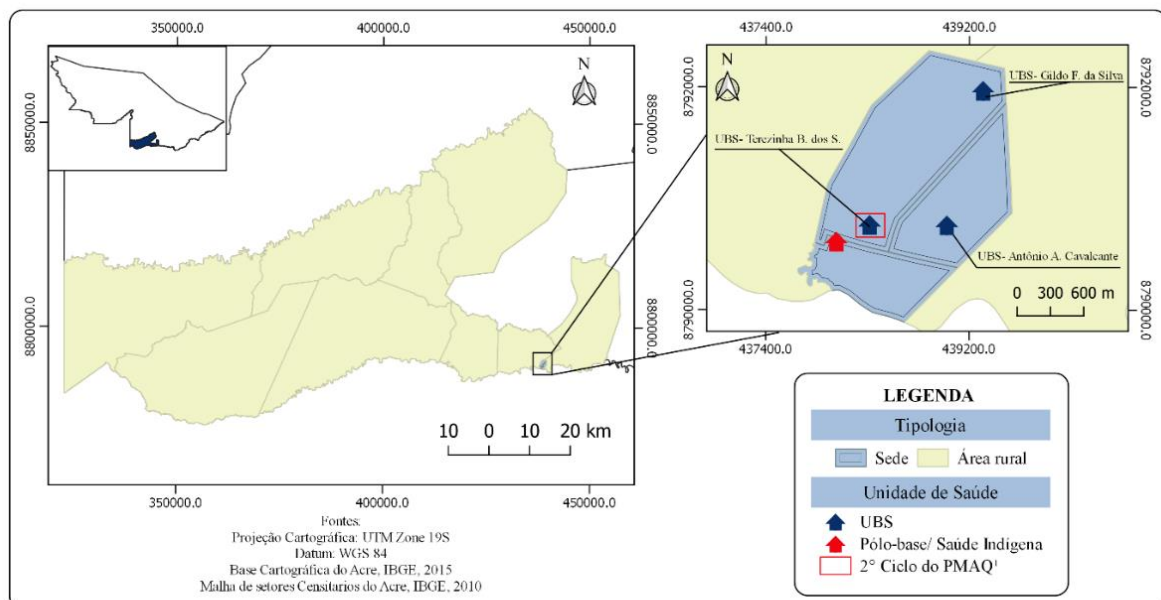 350000.0
400000.0
450000.0
437400.0
439200.0
N
N
8850000.0
8850000.0
8800000.0
8800000.0
8792000.0
8792000.0
8790000.0
8790000.0
UBS- Gildo F. da Silva
UBS- Terezinha B. dos S.
UBS- Antônio A. Cavalcante
0 300 600 m
437400.0
439200.0
10 0 10 20 km
350000.0
400000.0
450000.0
Fontes:
Projeção Cartográfica: UTM Zone 19S
Datum: WGS 84
Base Cartográfica do Acre, IBGE, 2015
Malha de setores Censitarios do Acre, IBGE, 2010
LEGENDA
Tipologia
Sede
Área rural
Unidade de Saúde
UBS
Pólo-base/ Saúde Indígena
2° Ciclo do PMAQ¹